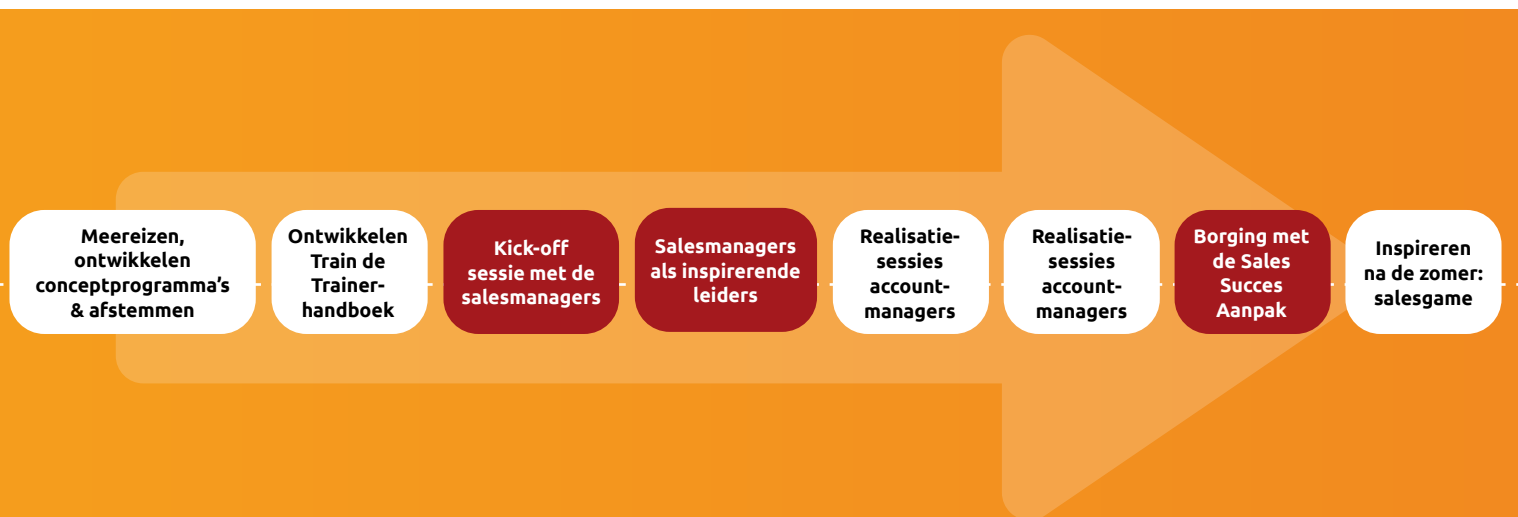 Meereizen,
ontwikkelen
conceptprogramma's
& afstemmen
Ontwikkelen
Train de
Trainer-
handboek
Kick-off
sessie met de
salesmanagers
Salesmanagers
als inspirerende
leiders
Realisatie-
sessies
account-
managers
Realisatie-
sessies
account-
managers
Borging met
de Sales
Succes
Aanpak
Inspireren
na de zomer:
salesgame